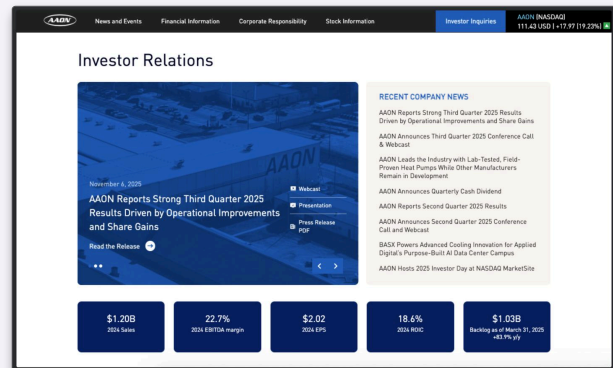 AAON
News and Events
Financial Information
Corporate Responsibility
Stock Information
Investor Inquiries
AAON [NASDAQ]
111.43 USD | +17.97 [19.23%]
Investor Relations
AAON
November 6, 2025
AAON Reports Strong Third Quarter 2025
Results Driven by Operational Improvements
and Share Gains
Read the Release
Webcast
Presentation
Press Release
PDF
RECENT COMPANY NEWS
AAON Reports Strong Third Quarter 2025 Results
Driven by Operational Improvements and Share Gains
AAON Announces Third Quarter 2025 Conference Call
& Webcast
AAON Leads the Industry with Lab-Tested, Field-
Proven Heat Pumps While Other Manufacturers
Remain in Development
AAON Announces Quarterly Cash Dividend
AAON Reports Second Quarter 2025 Results
AAON Announces Second Quarter 2025 Conference
Call and Webcast
BASX Powers Advanced Cooling Innovation for Applied
Digital's Purpose-Built AI Data Center Campus
AAON Hosts 2025 Investor Day at NASDAQ MarketSite
$1.20B
2024 Sales
22.7%
2024 EBITDA margin
$2.02
2024 EPS
18.6%
2024 ROIC
$1.03B
Backlog as of March 31, 2025
+83.9% y/y